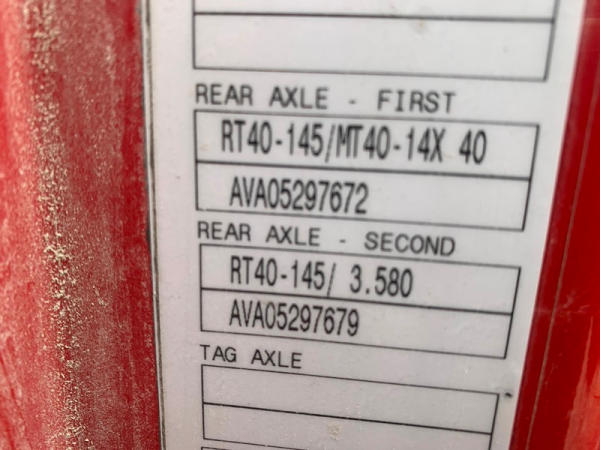 REAR AXLE - FIRST
RT40-145/MT40-14X 40
AVA05297672
REAR AXLE - SECOND
RT40-145/ 3.580
AVA05297679
TAG AXLE